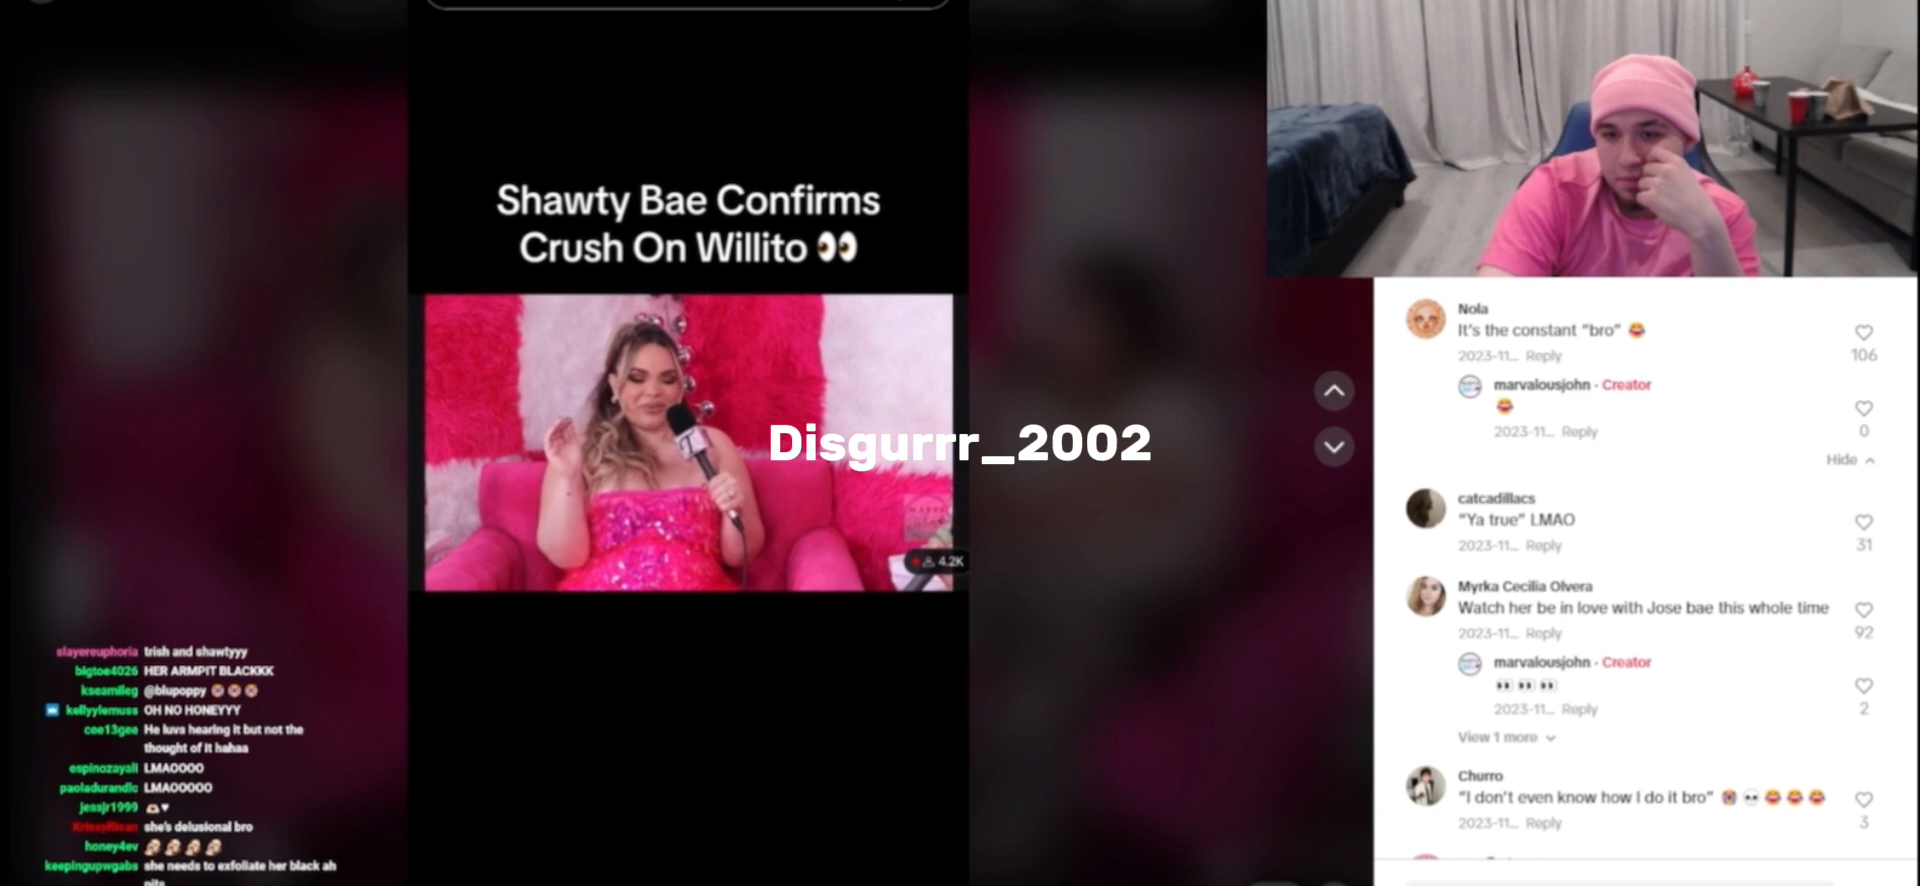 Shawty Bae Confirms
Crush On Willito 👀
Disgurrr_2002
4.2K
slayereuphoria trish and shawtyyy
bigtoe4026 HER ARMPIT BLACKKK
kseamileg @blupoppy
kellyylemuss OH NO HONEYYY
cee13gee He luvs hearing it but not the
thought of it hahaa
espinozayali LMAOOOO
paoladurandlc LMAOOOOO
jessjr1999
she's delusional bro
honey4ev
keepingupwgabs she needs to exfoliate her black ah
pits
Nola
It's the constant "bro" 😂
2023-11... Reply
106
marvalousjohn · Creator
😂
2023-11... Reply
0
Hide
catcadillacs
"Ya true" LMAO
2023-11... Reply
31
Myrka Cecilia Olvera
Watch her be in love with Jose bae this whole time
2023-11... Reply
92
marvalousjohn · Creator
👀 👀 👀
2023-11... Reply
2
View 1 more
Churro
"I don't even know how I do it bro" 😭 💀 😂 😂 😂
2023-11... Reply
3